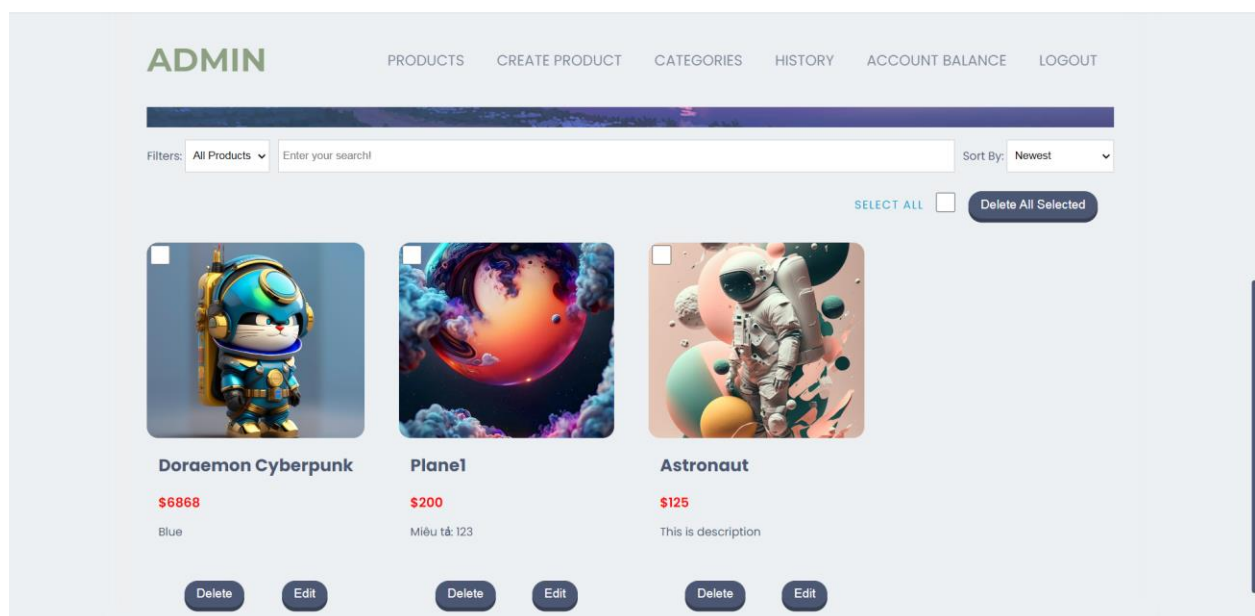 ADMIN PRODUCTS CREATE PRODUCT CATEGORIES HISTORY ACCOUNT BALANCE LOGOUT
Filters: All Products Enter your search! Sort By: Newest
SELECT ALL Delete All Selected
Doraemon Cyberpunk Plane1 Astronaut
$6868 $200 $125
Blue Miêu tả: 123 This is description
Delete Edit Delete Edit Delete Edit